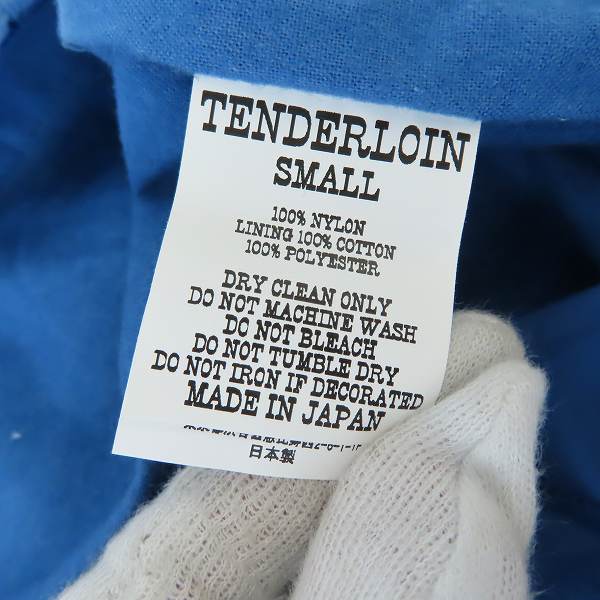 TENDERLOIN
SMALL
100% NYLON
LINING 100% COTTON
100% POLYESTER
DRY CLEAN ONLY
DO NOT MACHINE WASH
DO NOT BLEACH
DO NOT TUMBLE DRY
DO NOT IRON IF DECORATED
MADE IN JAPAN
日本製